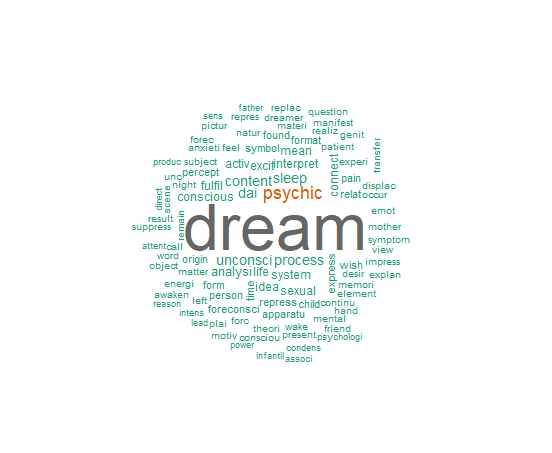 father replac
sens repres dreamer question
pictur materi manifest
natur found realiz
forec format genit
anxieti feel symbol mean patient
transfer
produc subject activ excit interpret connect experi
percept
unc content sleep pain
night fulfil dai psychic relat displac
direct scene conscious occur
remain dream emot
result mother
suppress symptom
attent call view
word origin unconsci process wish impress
object matter analysi life system express desir explan
energi form time idea sexual memori
awaken person element
reason left repress child continu
intens foreconsci apparatu hand
lead plai forc mental
theori wake friend
motiv consciou present psychologi
power condens
infantil associ